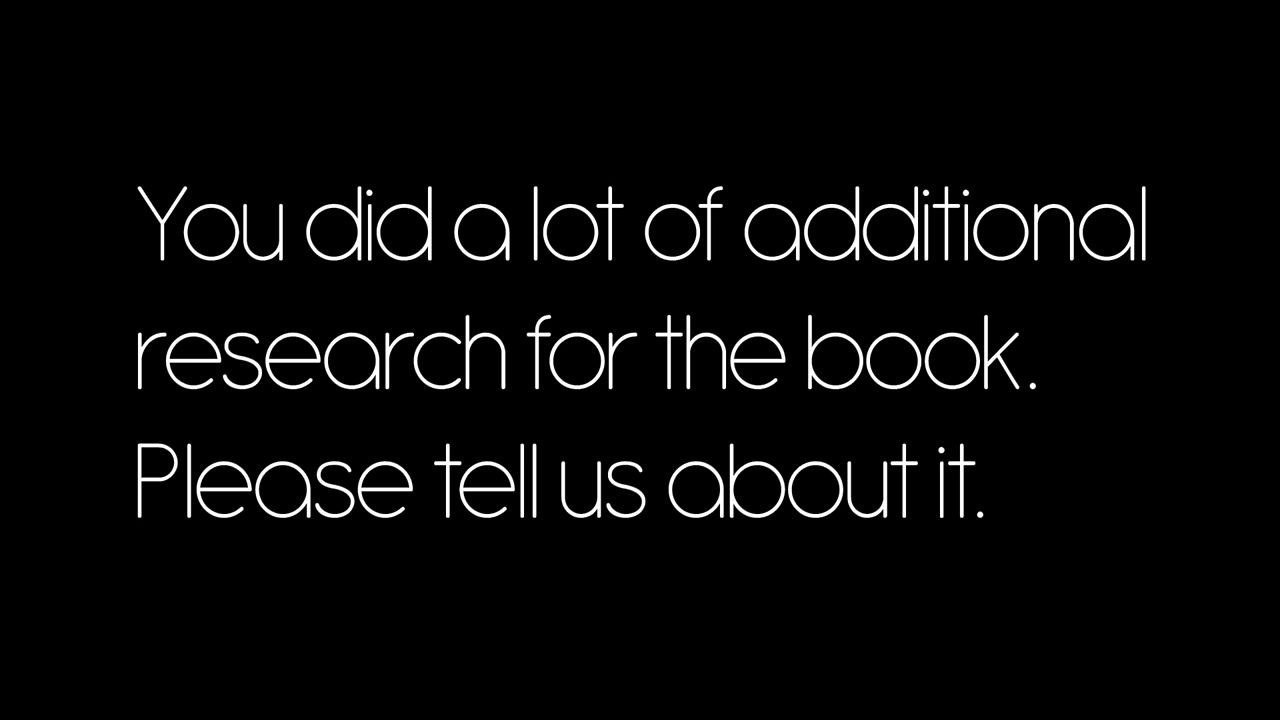 You did a lot of additional
research for the book.
Please tell us about it.